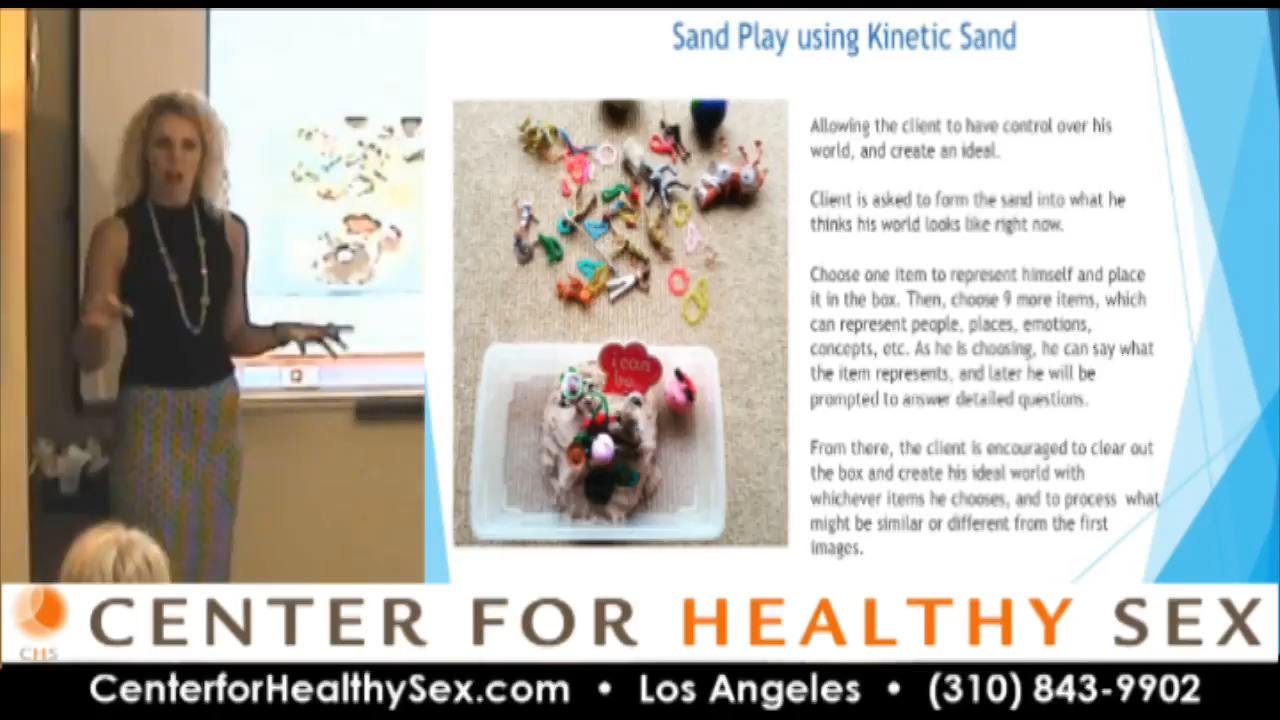 Sand Play using Kinetic Sand
Allowing the client to have control over his
world, and create an ideal.
Client is asked to form the sand into what he
thinks his world looks like right now.
Choose one item to represent himself and place
it in the box. Then, choose 9 more items, which
can represent people, places, emotions,
concepts, etc. As he is choosing, he can say what
the item represents, and later he will be
prompted to answer detailed questions.
i can
be
From there, the client is encouraged to clear out
the box and create his ideal world with
whichever items he chooses, and to process what
might be similar or different from the first
images.
CENTER FOR HEALTHY SEX
CHS
CenterforHealthySex.com • Los Angeles • (310) 843-9902